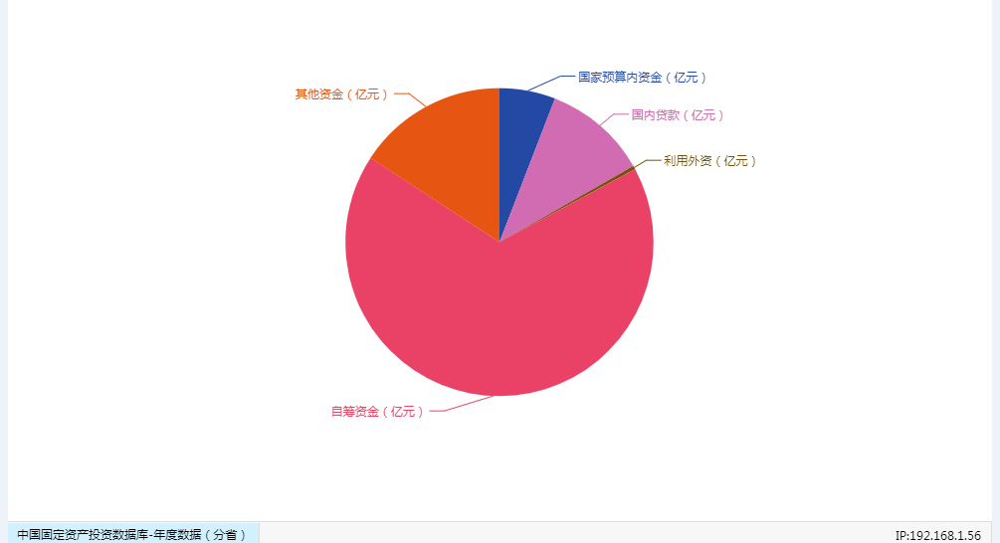 国家预算内资金（亿元）
其他资金（亿元）
国内贷款（亿元）
利用外资（亿元）
自筹资金（亿元）
中国固定资产投资数据库-年度数据（分省）
IP:192.168.1.56